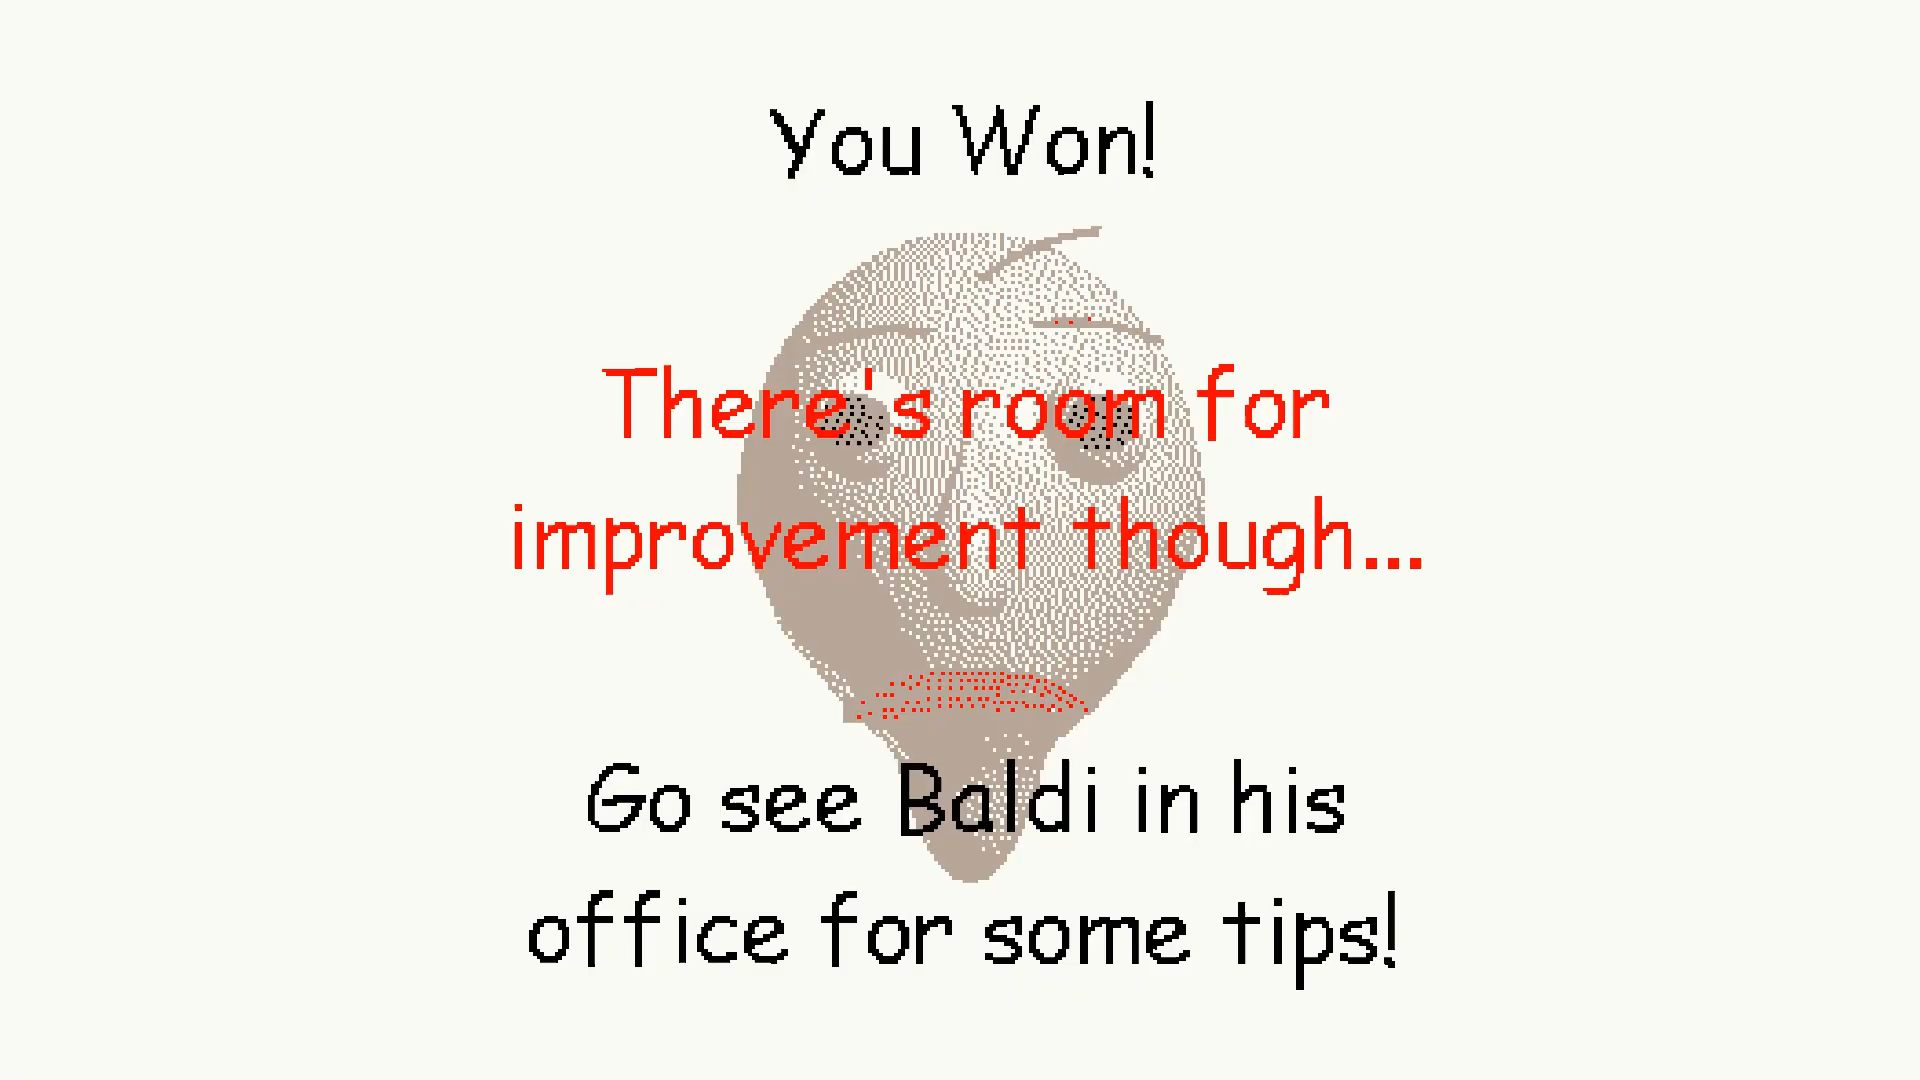 You Won!
There's room for
improvement though...
Go see Baldi in his
office for some tips!